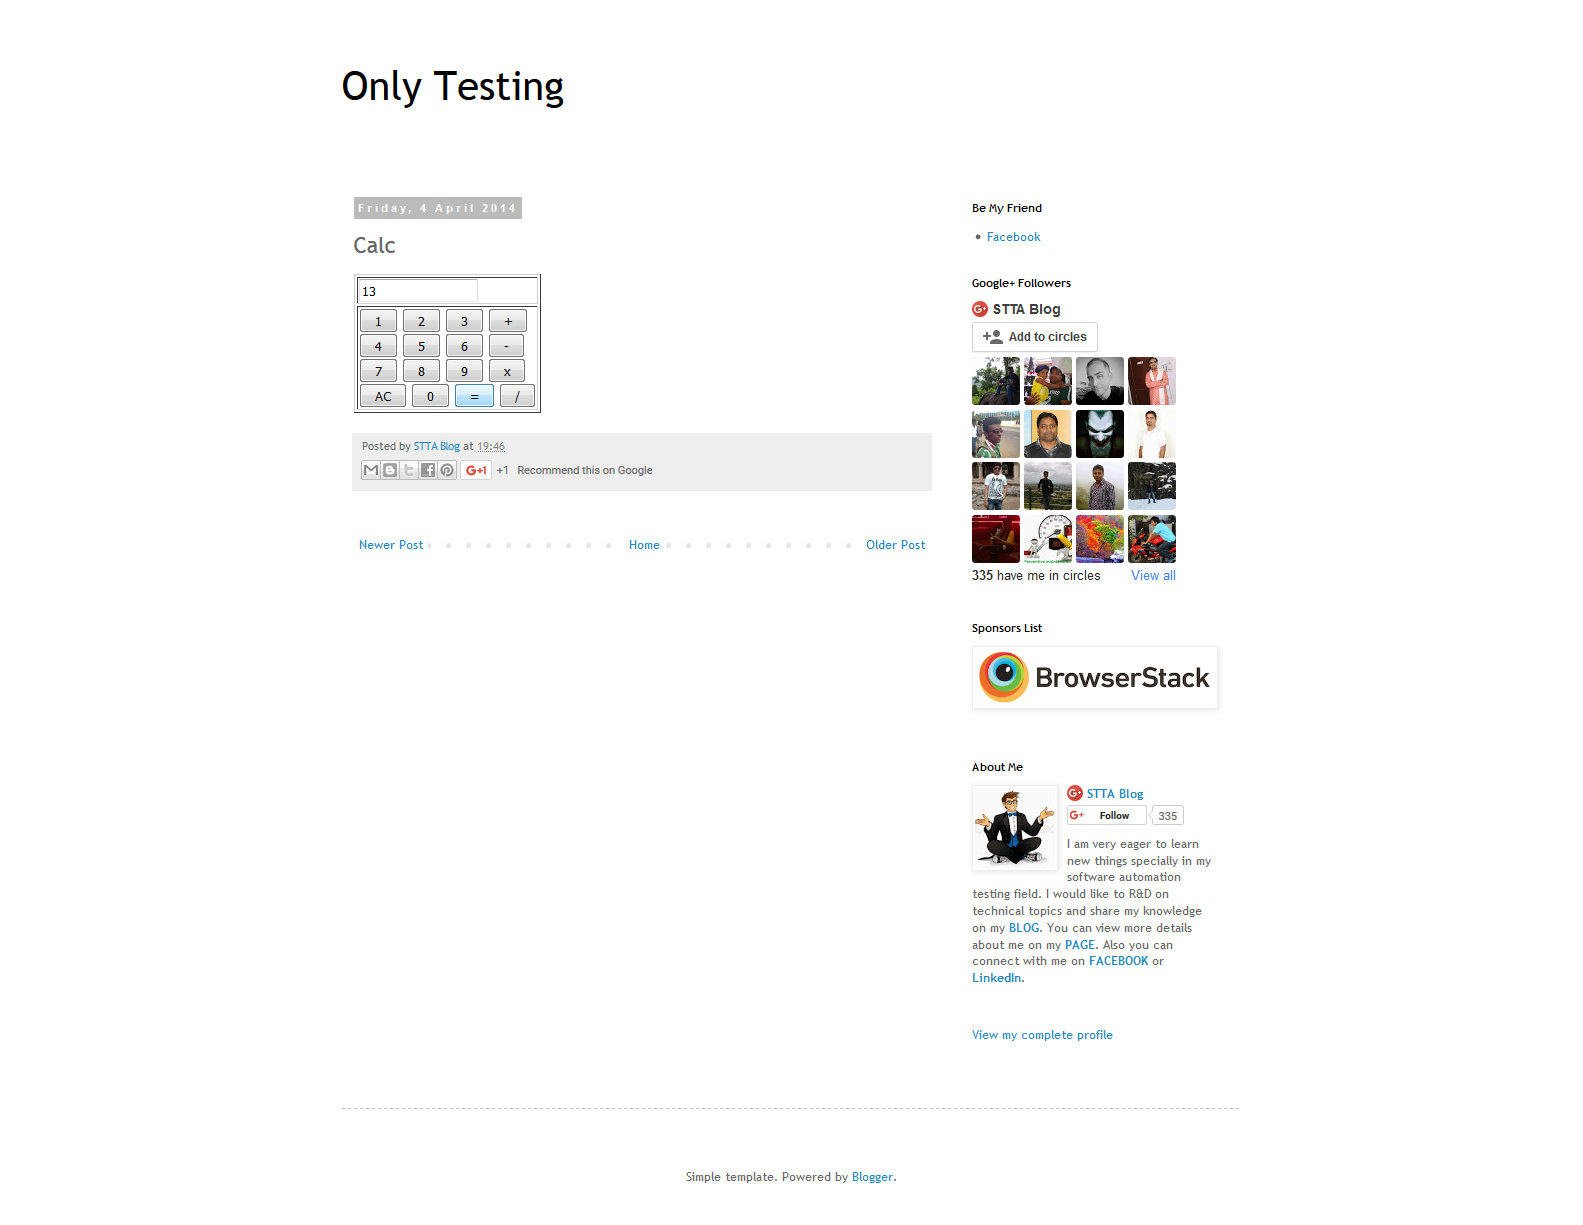 Only Testing
Friday, 4 April 2014
Calc
13
1 2 3 +
4 5 6 -
7 8 9 x
AC 0 = /
Posted by STTA Blog at 19:46
G+1 +1 Recommend this on Google
Newer Post Home Older Post
Be My Friend
Facebook
Google+ Followers
G+ STTA Blog
Add to circles
335 have me in circles View all
Sponsors List
BrowserStack
About Me
G+ STTA Blog
G+ Follow 335
I am very eager to learn
new things specially in my
software automation
testing field. I would like to R&D on
technical topics and share my knowledge
on my BLOG. You can view more details
about me on my PAGE. Also you can
connect with me on FACEBOOK or
LinkedIn.
View my complete profile
Simple template. Powered by Blogger.